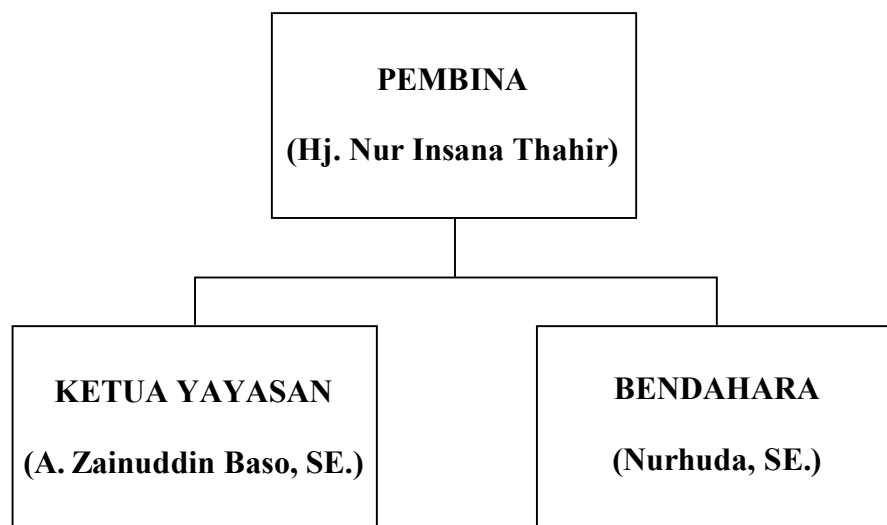 PEMBINA
(Hj. Nur Insana Thahir)
KETUA YAYASAN
(A. Zainuddin Baso, SE.)
BENDAHARA
(Nurhuda, SE.)